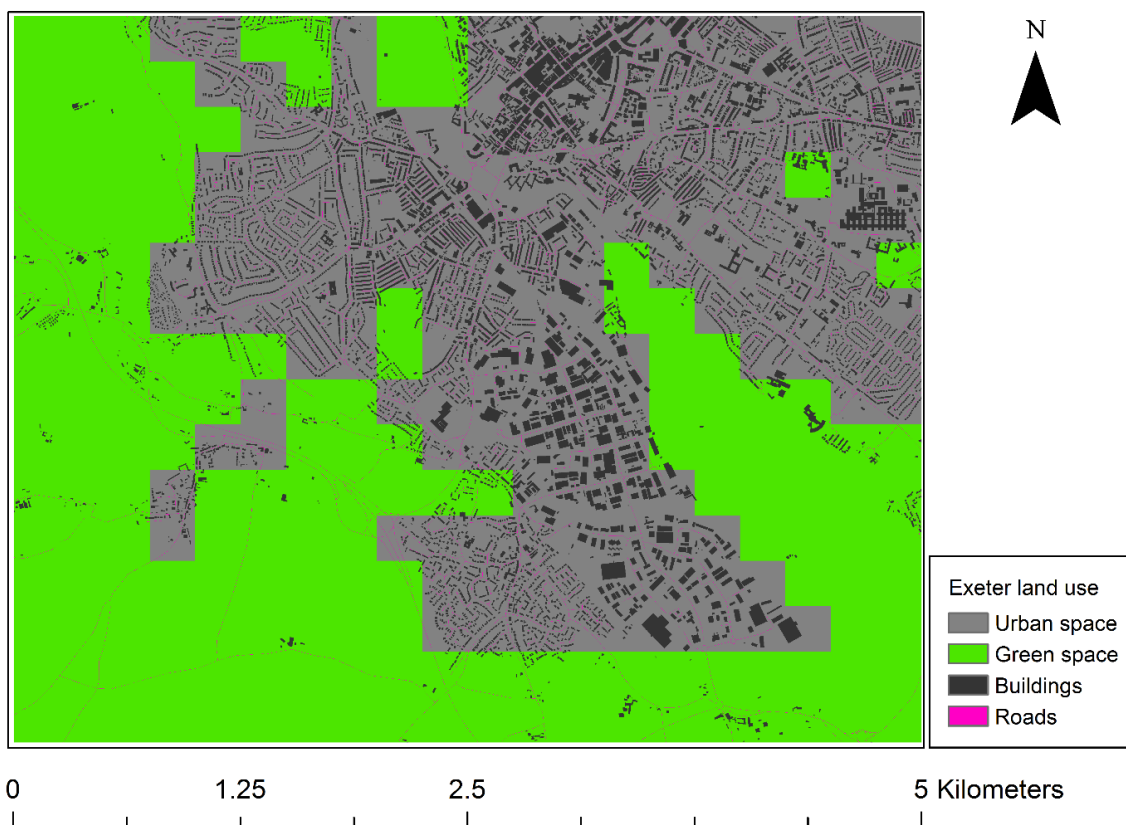 N
Exeter land use
Urban space
Green space
Buildings
Roads
0 1.25 2.5 5 Kilometers